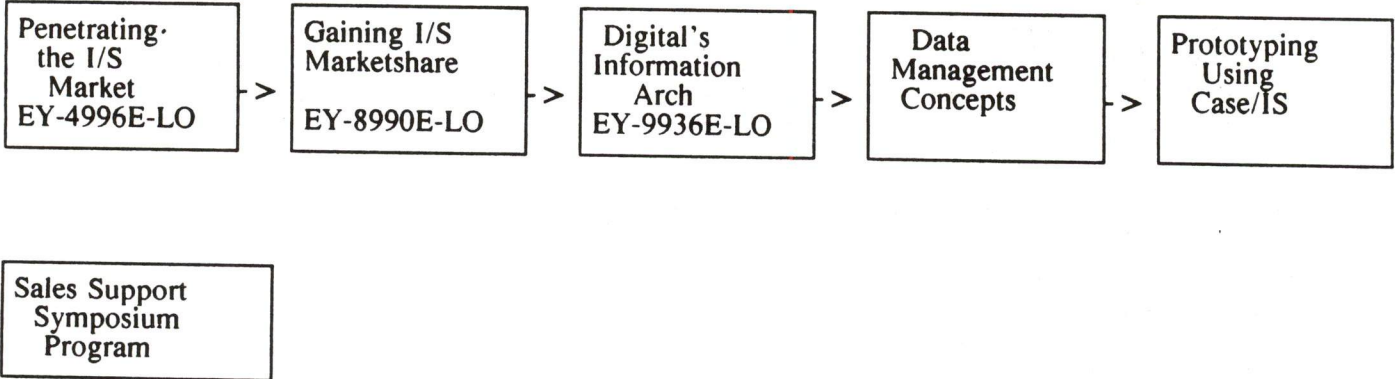 Penetrating
the I/S
Market
EY-4996E-LO
>
Gaining I/S
Marketshare
EY-8990E-LO
>
Digital's
Information
Arch
EY-9936E-LO
>
Data
Management
Concepts
>
Prototyping
Using
Case/IS
Sales Support
Symposium
Program